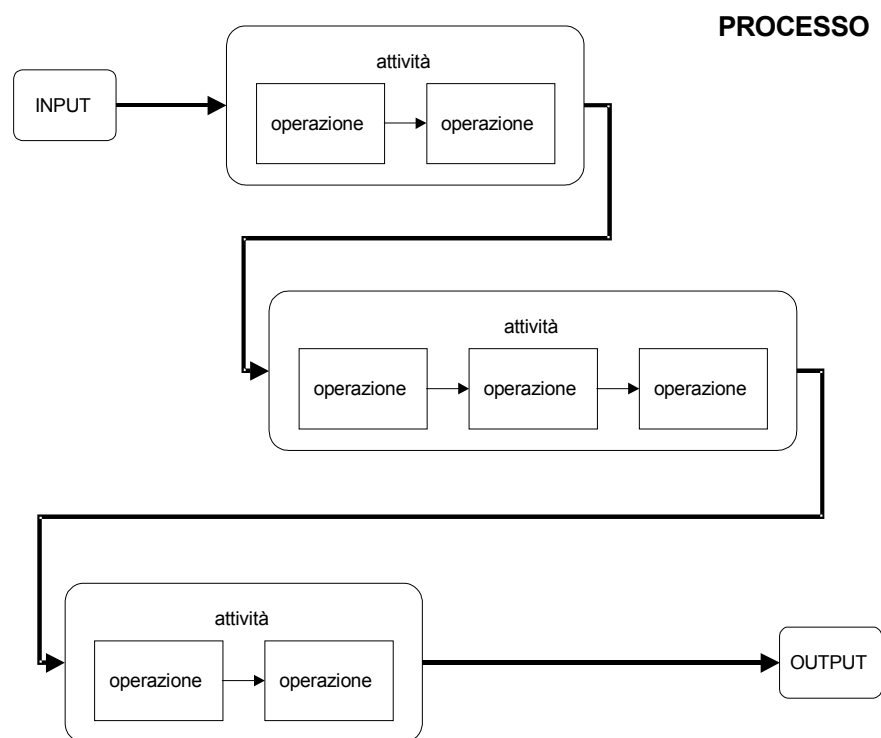 PROCESSO
attività
INPUT
operazione
operazione
attività
operazione
operazione
operazione
attività
operazione
operazione
OUTPUT